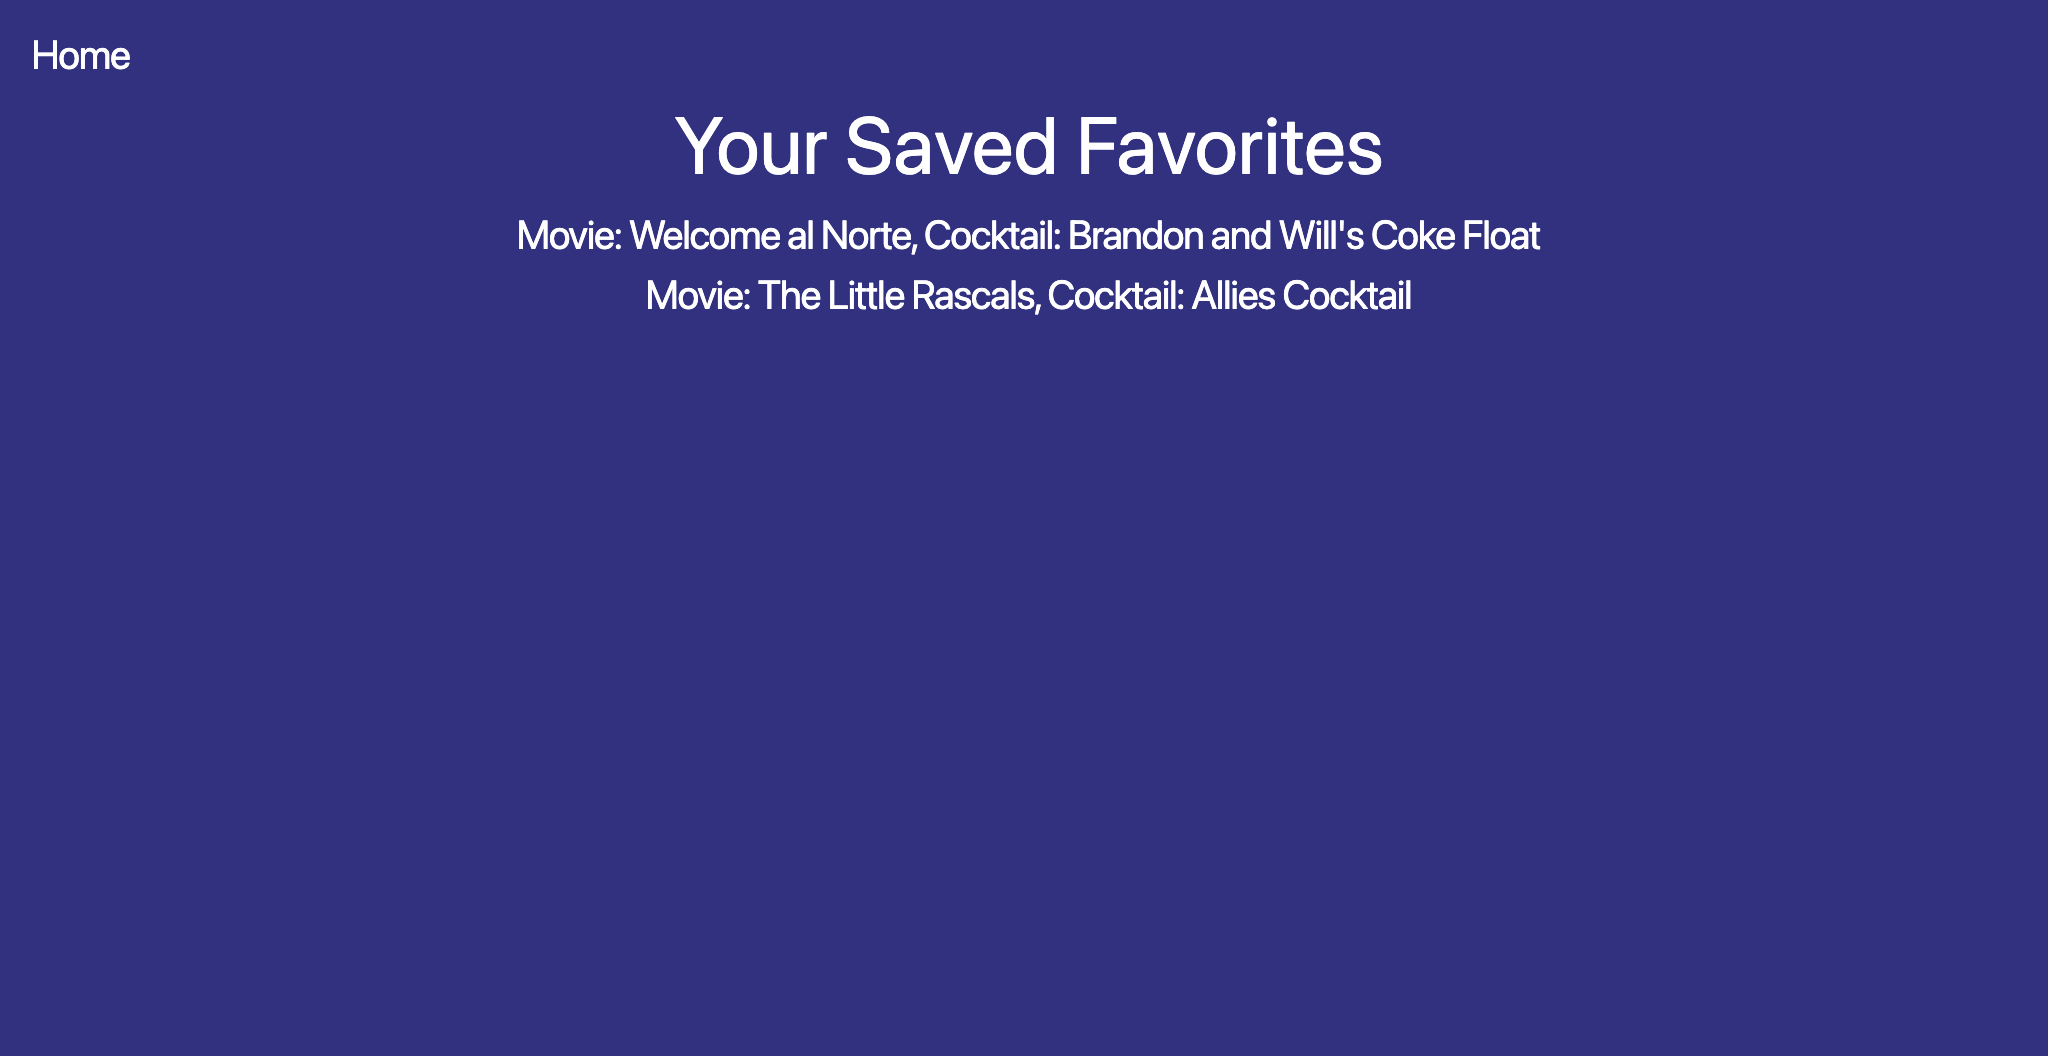 Home
Your Saved Favorites
Movie: Welcome al Norte, Cocktail: Brandon and Will's Coke Float
Movie: The Little Rascals, Cocktail: Allies Cocktail